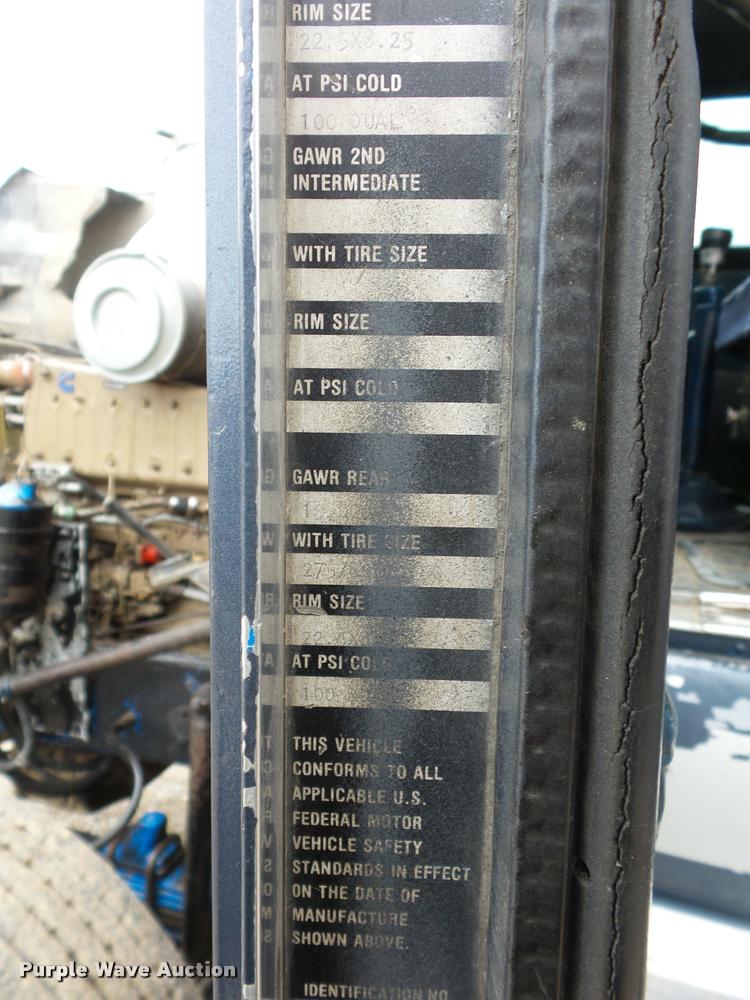 RIM SIZE
22.5X8.25
AT PSI COLD
100 DUAL
GAWR 2ND
INTERMEDIATE
WITH TIRE SIZE
RIM SIZE
AT PSI COLD
GAWR REAR
WITH TIRE SIZE
RIM SIZE
AT PSI COLD
100
THIS VEHICLE
CONFORMS TO ALL
APPLICABLE U.S.
FEDERAL MOTOR
VEHICLE SAFETY
STANDARDS IN EFFECT
ON THE DATE OF
MANUFACTURE
SHOWN ABOVE.
IDENTIFICATION NO.
Purple Wave Auction